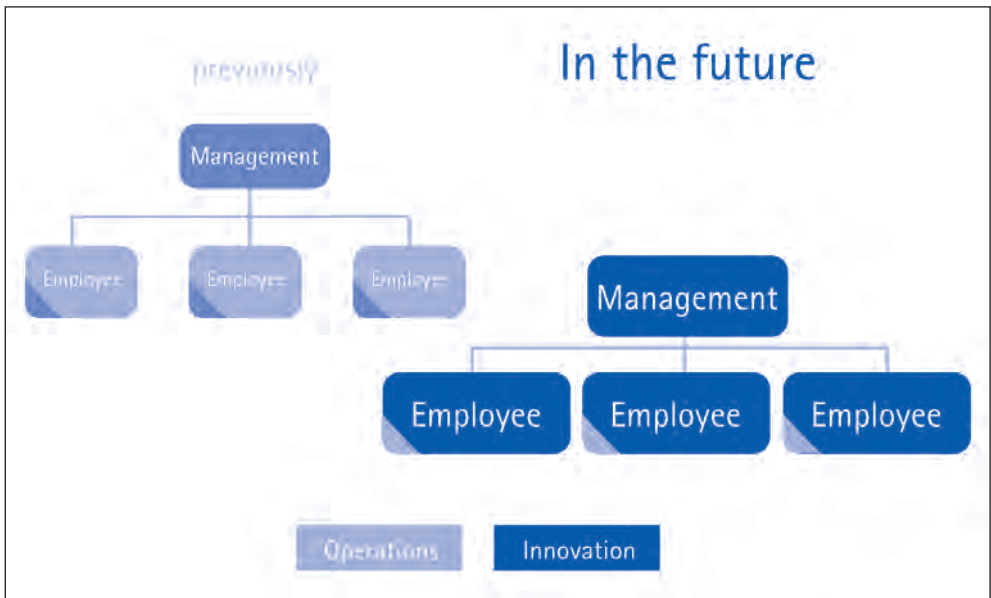 previously
In the future
Management
Employee
Employee
Employee
Management
Employee
Employee
Employee
Operations
Innovation